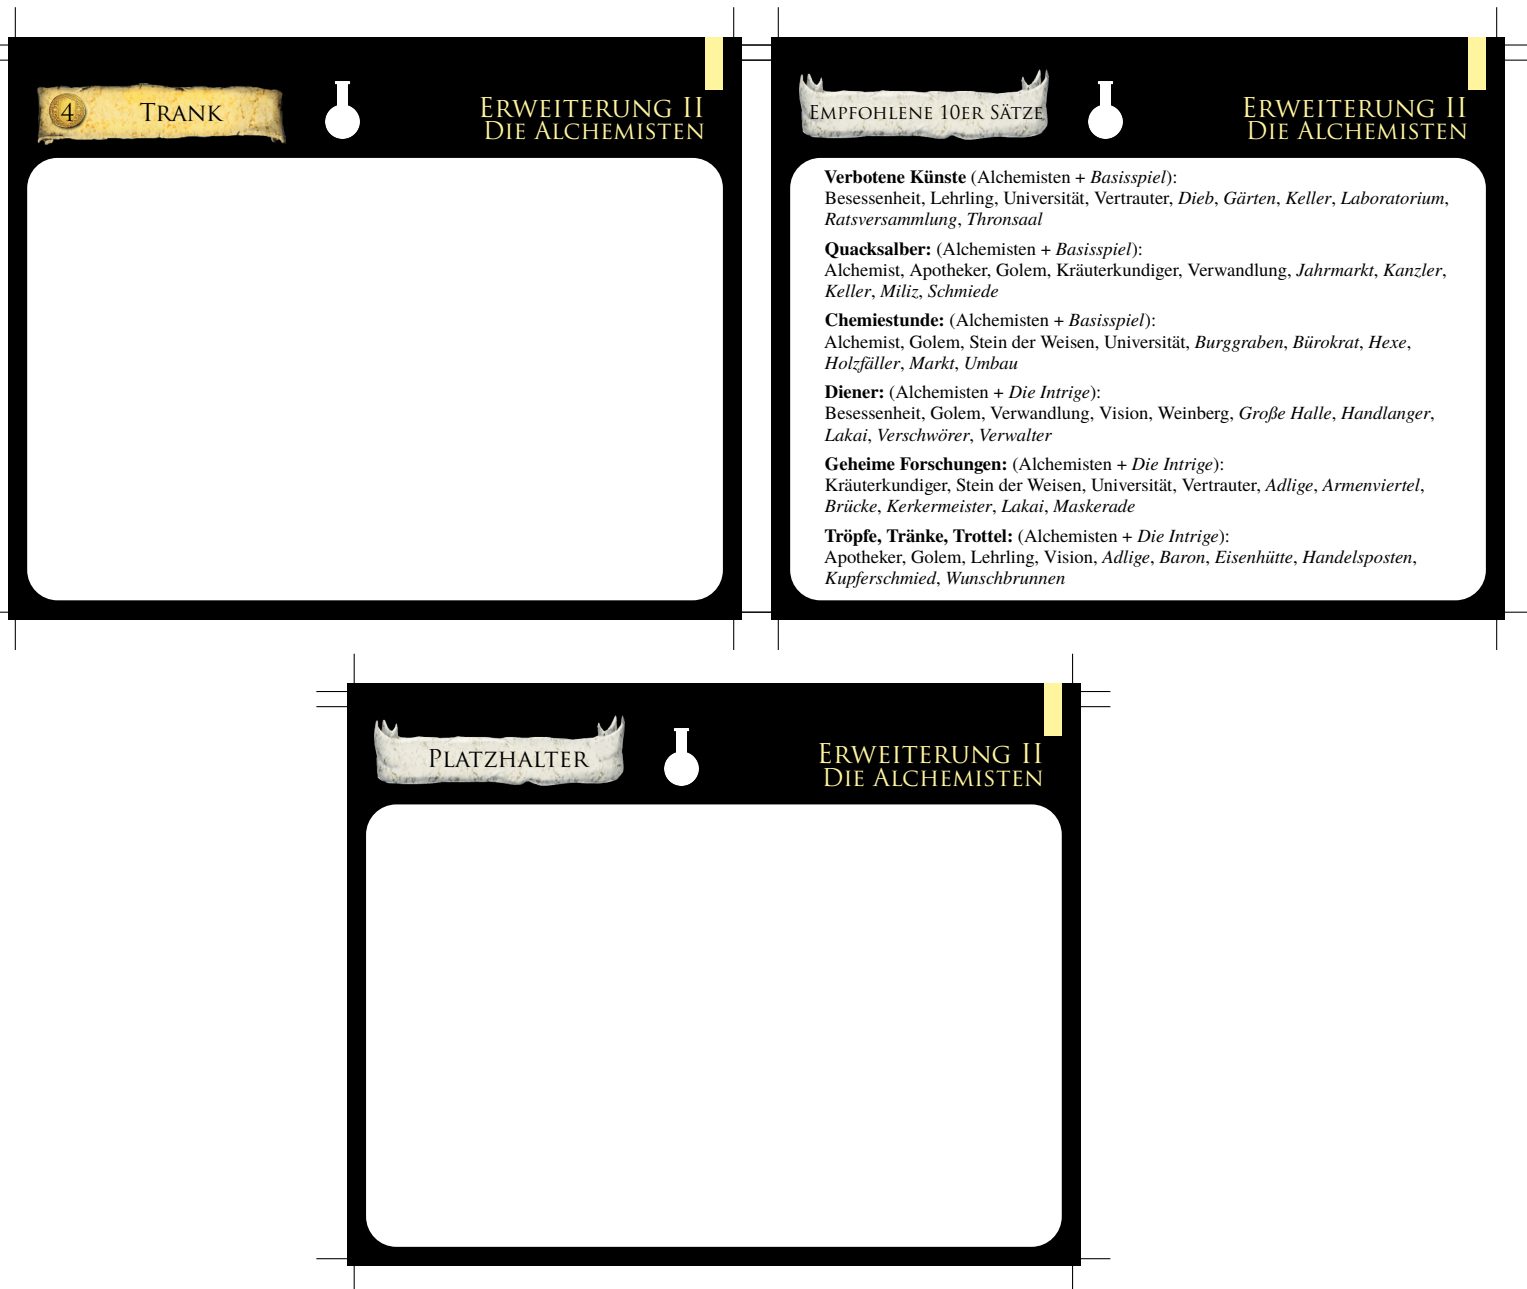 4
TRANK
ERWEITERUNG II
DIE ALCHEMISTEN
EMPFOHLENE 10ER SÄTZE
ERWEITERUNG II
DIE ALCHEMISTEN
Verbotene Künste (Alchemisten + Basisspiel):
Besessenheit, Lehrling, Universität, Vertrauter, Dieb, Gärten, Keller, Laboratorium,
Ratsversammlung, Thronsaal
Quacksalber: (Alchemisten + Basisspiel):
Alchemist, Apotheker, Golem, Kräuterkundiger, Verwandlung, Jahrmarkt, Kanzler,
Keller, Miliz, Schmiede
Chemiestunde: (Alchemisten + Basisspiel):
Alchemist, Golem, Stein der Weisen, Universität, Burggraben, Bürokrat, Hexe,
Holzfäller, Markt, Umbau
Diener: (Alchemisten + Die Intrige):
Besessenheit, Golem, Verwandlung, Vision, Weinberg, Große Halle, Handlanger,
Lakai, Verschwörer, Verwalter
Geheime Forschungen: (Alchemisten + Die Intrige):
Kräuterkundiger, Stein der Weisen, Universität, Vertrauter, Adlige, Armenviertel,
Brücke, Kerkermeister, Lakai, Maskerade
Tröpfe, Tränke, Trottel: (Alchemisten + Die Intrige):
Apotheker, Golem, Lehrling, Vision, Adlige, Baron, Eisenhütte, Handelsposten,
Kupferschmied, Wunschbrunnen
PLATZHALTER
ERWEITERUNG II
DIE ALCHEMISTEN